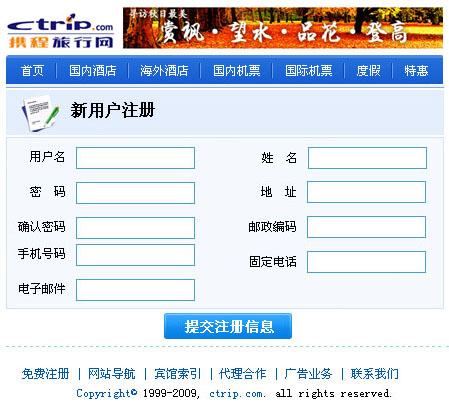 ctrip.com
携程旅行网
寻访秋日最美
赏枫·望水·品花·登高
首页 国内酒店 海外酒店 国内机票 国际机票 度假 特惠
新用户注册
用户名 姓 名
密 码 地 址
确认密码 邮政编码
手机号码
固定电话
电子邮件
提交注册信息
免费注册 | 网站导航 | 宾馆索引 | 代理合作 | 广告业务 | 联系我们
Copyright© 1999-2009, ctrip.com. all rights reserved.